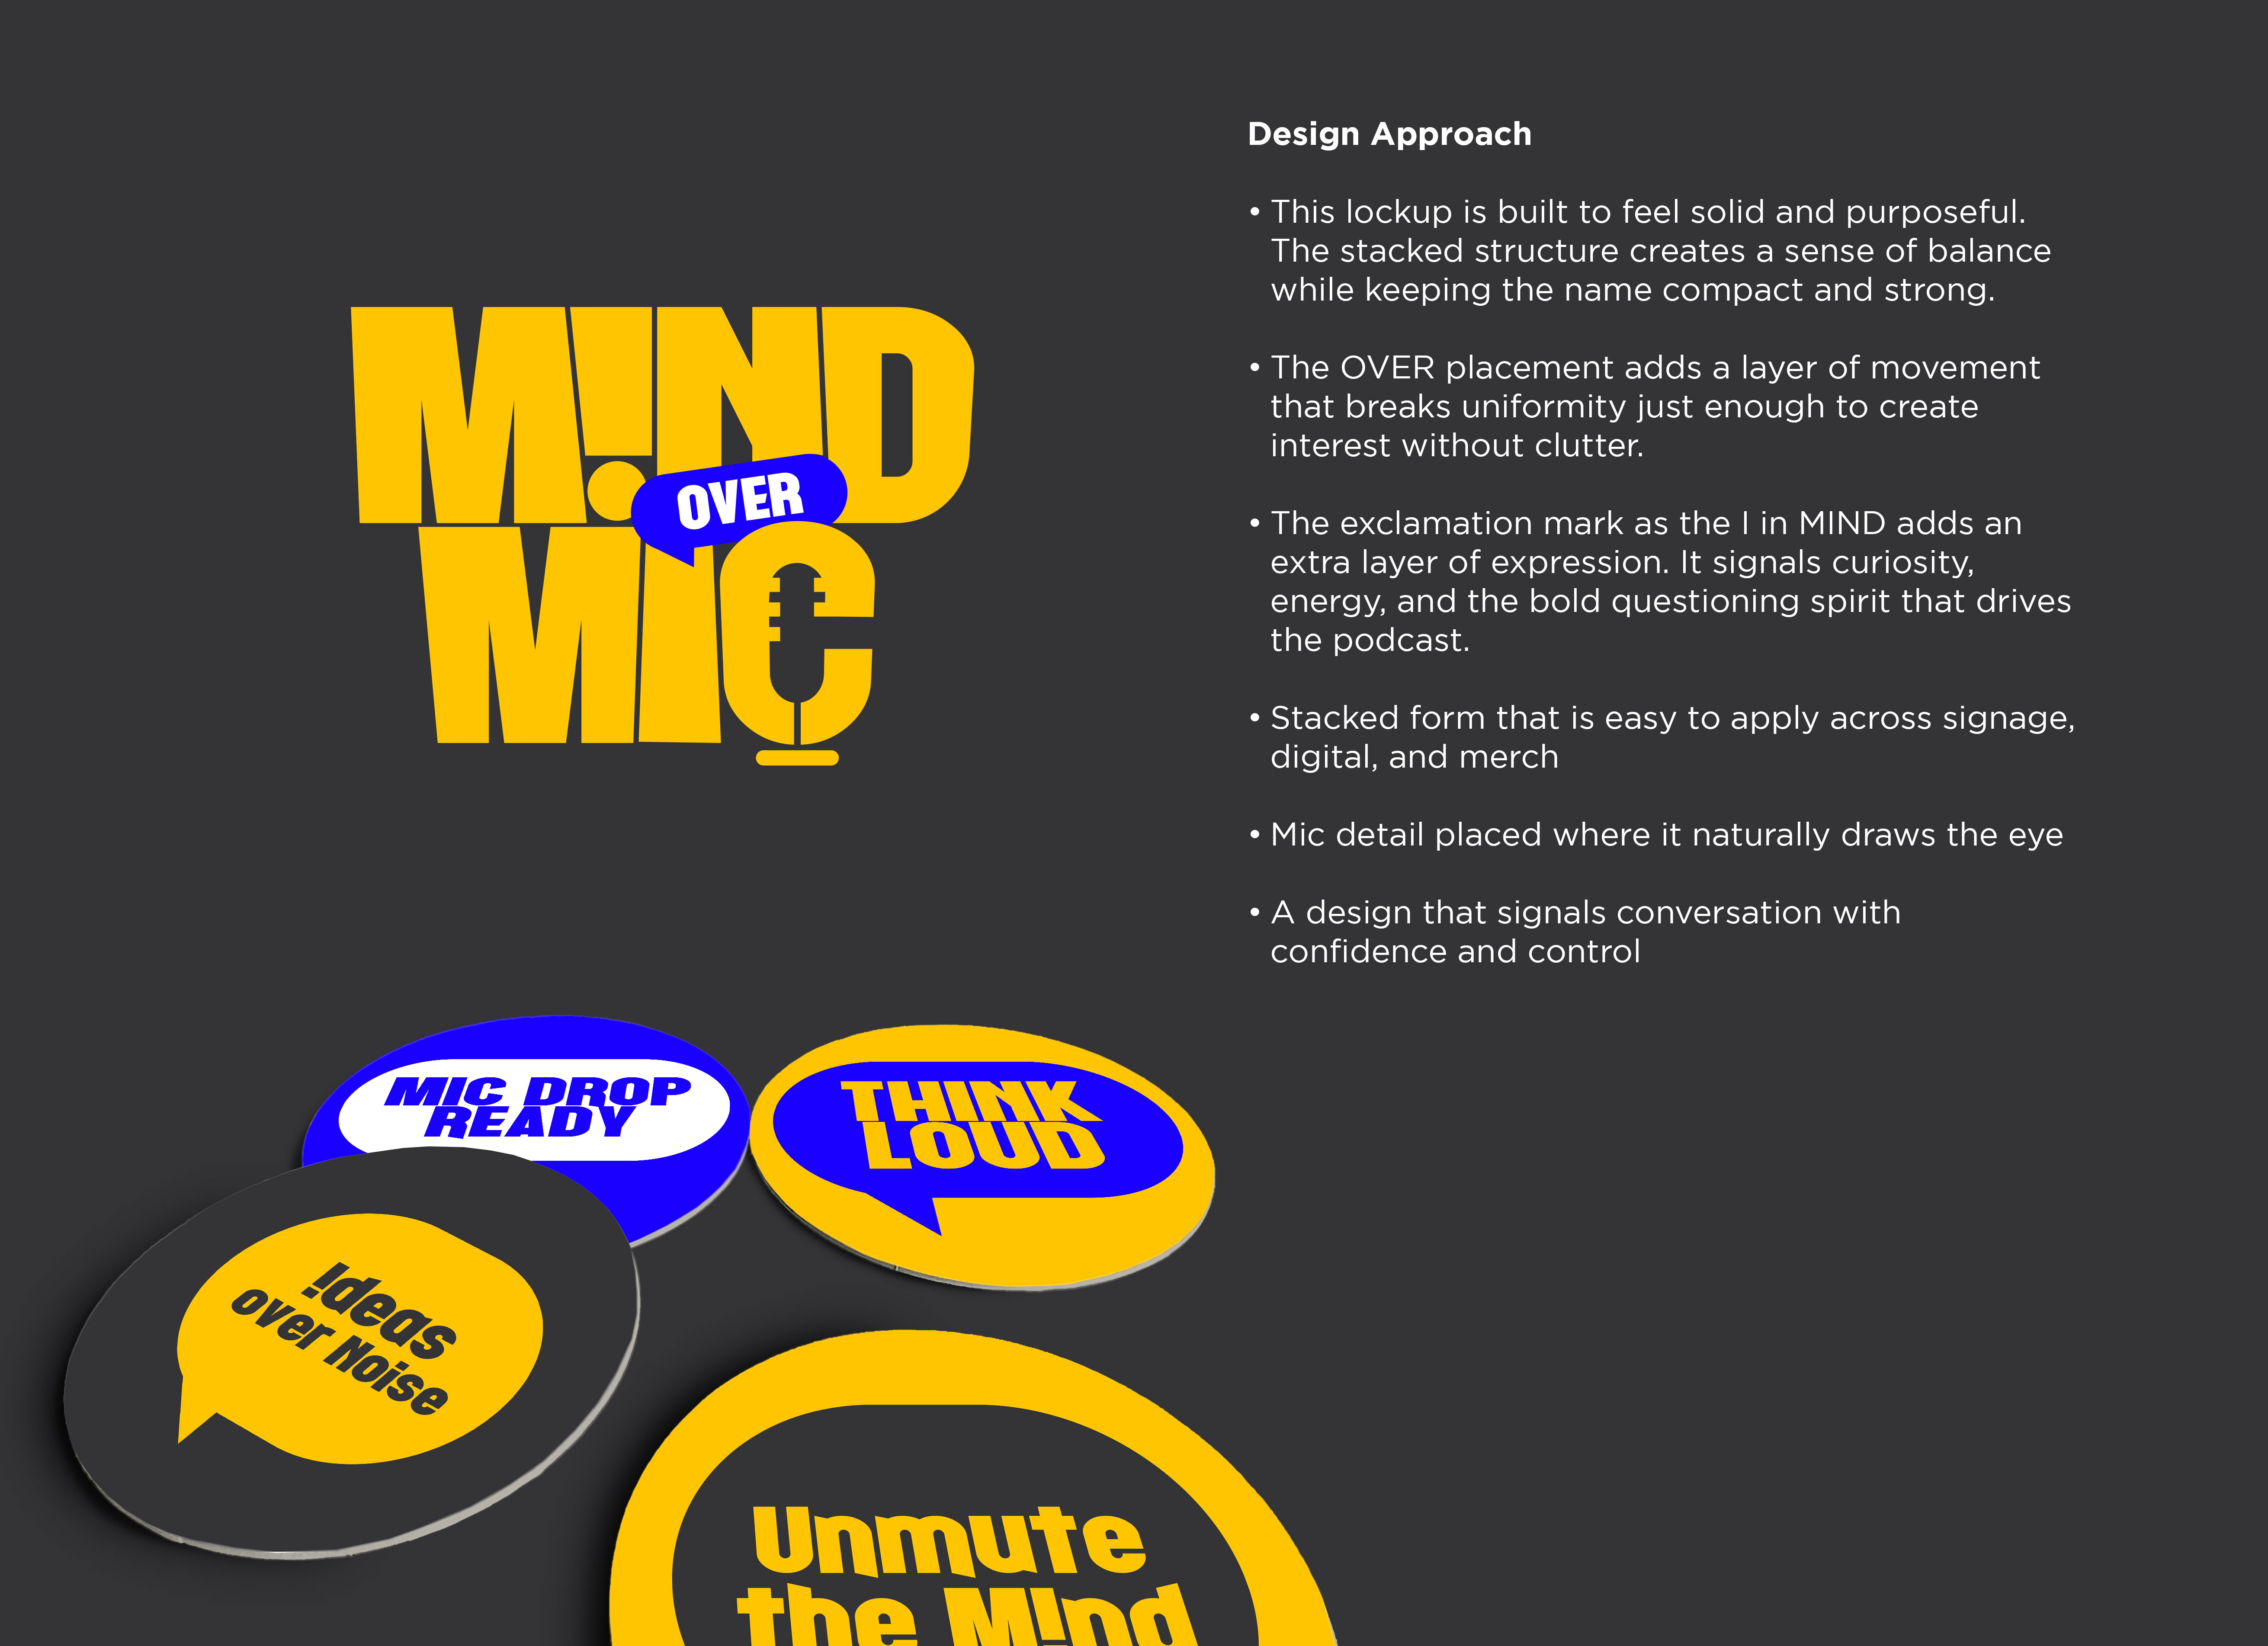 M!ND
OVER
MIC
Design Approach
• This lockup is built to feel solid and purposeful.
The stacked structure creates a sense of balance
while keeping the name compact and strong.
• The OVER placement adds a layer of movement
that breaks uniformity just enough to create
interest without clutter.
• The exclamation mark as the I in MIND adds an
extra layer of expression. It signals curiosity,
energy, and the bold questioning spirit that drives
the podcast.
• Stacked form that is easy to apply across signage,
digital, and merch
• Mic detail placed where it naturally draws the eye
• A design that signals conversation with
confidence and control
MIC DROP
READY
THINK
LOUD
!deas
over Noise
Unmute
the M!nd